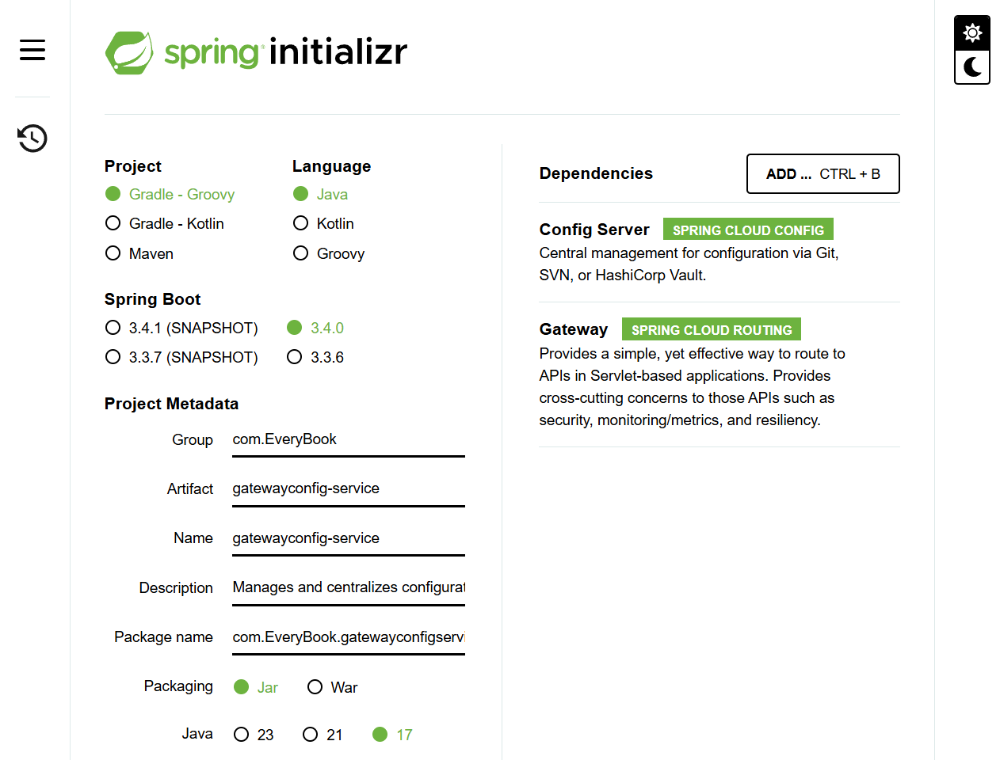 spring initializr
Project
Gradle - Groovy
Gradle - Kotlin
Maven
Language
Java
Kotlin
Groovy
Spring Boot
3.4.1 (SNAPSHOT)
3.4.0
3.3.7 (SNAPSHOT)
3.3.6
Project Metadata
Group com.EveryBook
Artifact gatewayconfig-service
Name gatewayconfig-service
Description Manages and centralizes configurat
Package name com.EveryBook.gatewayconfigservi
Packaging Jar War
Java 23 21 17
Dependencies
ADD ... CTRL + B
Config Server SPRING CLOUD CONFIG
Central management for configuration via Git,
SVN, or HashiCorp Vault.
Gateway SPRING CLOUD ROUTING
Provides a simple, yet effective way to route to
APIs in Servlet-based applications. Provides
cross-cutting concerns to those APIs such as
security, monitoring/metrics, and resiliency.